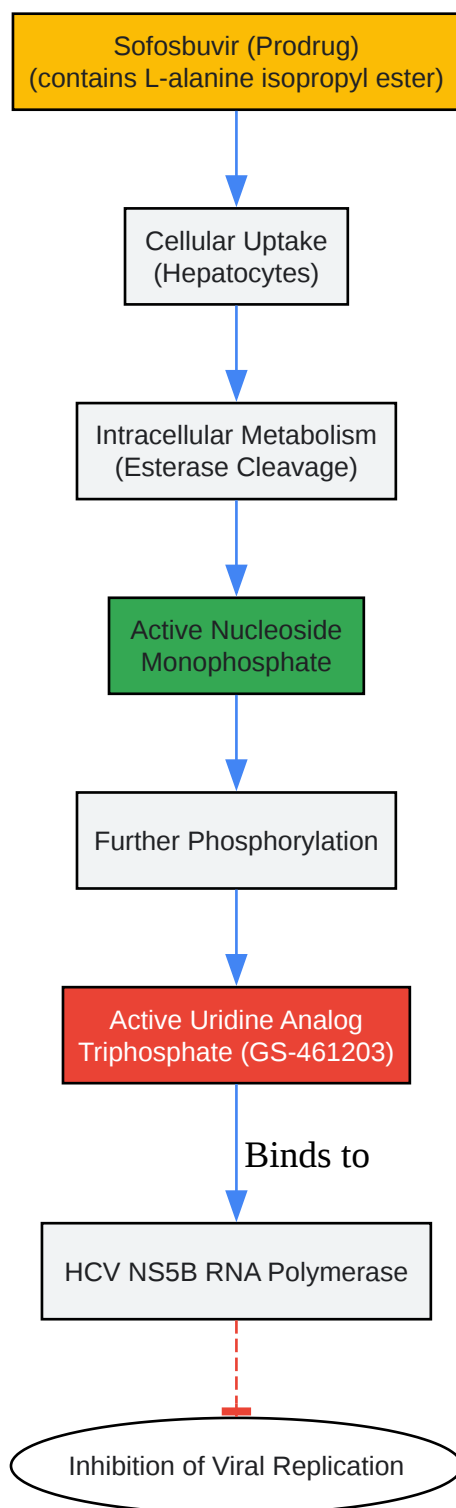 Sofosbuvir (Prodrug)
(contains L-alanine isopropyl ester)
Cellular Uptake
(Hepatocytes)
Intracellular Metabolism
(Esterase Cleavage)
Active Nucleoside
Monophosphate
Further Phosphorylation
Active Uridine Analog
Triphosphate (GS-461203)
Binds to
HCV NS5B RNA Polymerase
Inhibition of Viral Replication